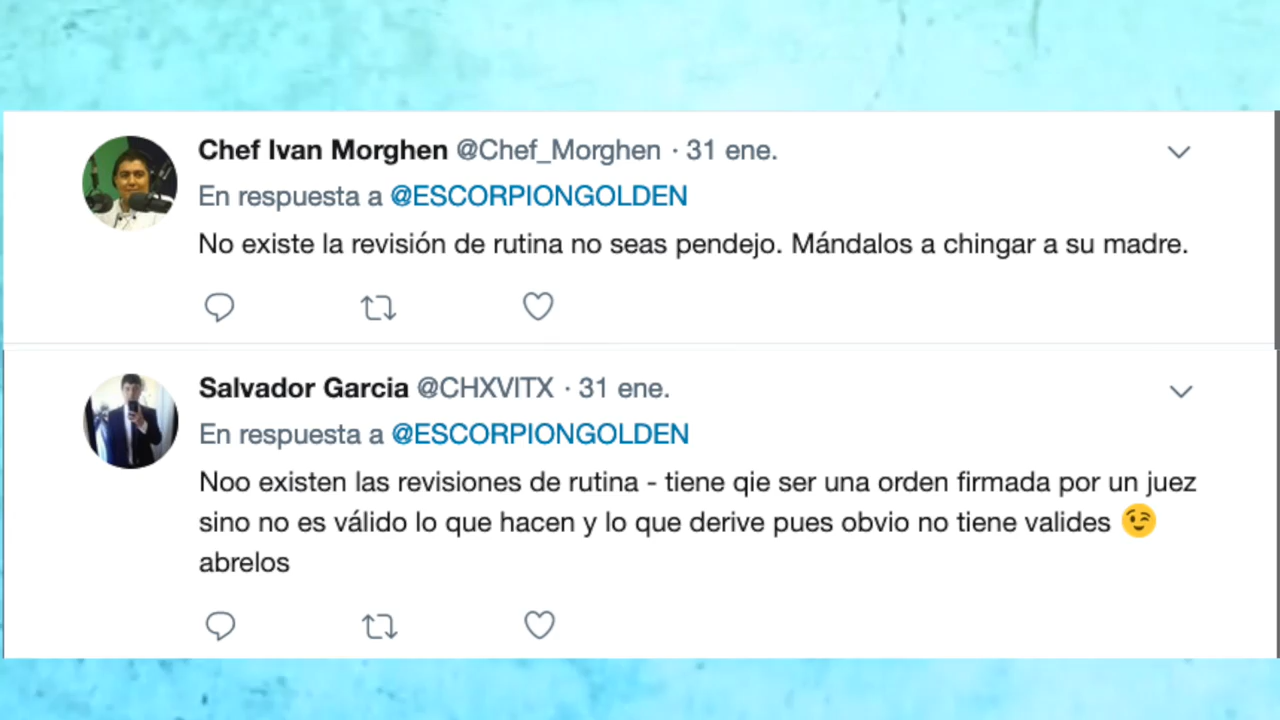 Chef Ivan Morghen @Chef_Morghen · 31 ene.
En respuesta a @ESCORPIONGOLDEN
No existe la revisión de rutina no seas pendejo. Mándalos a chingar a su madre.
Salvador Garcia @CHXVITX · 31 ene.
En respuesta a @ESCORPIONGOLDEN
Noo existen las revisiones de rutina - tiene qie ser una orden firmada por un juez
sino no es válido lo que hacen y lo que derive pues obvio no tiene valides 😉
abrelos